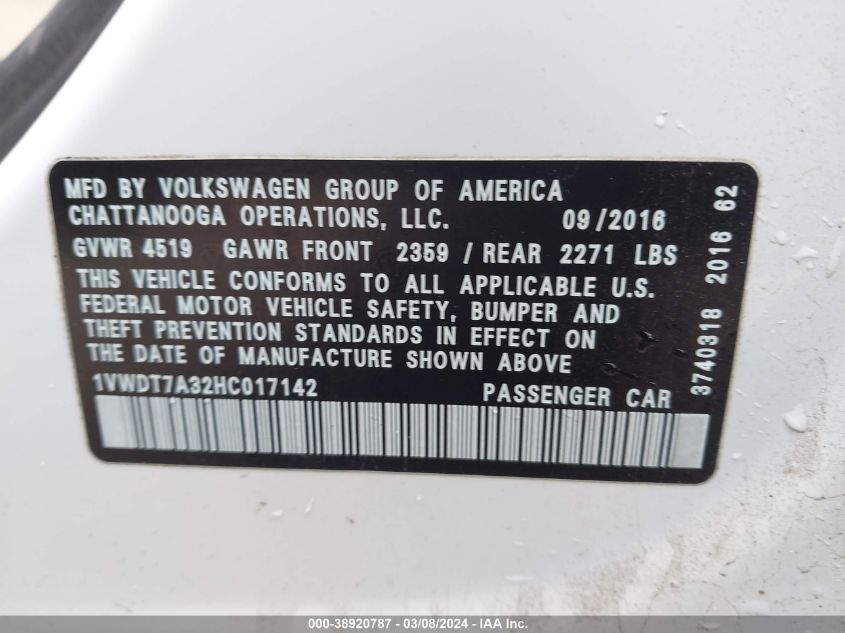 MFD BY VOLKSWAGEN GROUP OF AMERICA
CHATTANOOGA OPERATIONS, LLC. 09/2016
GVWR 4519 GAWR FRONT 2359 / REAR 2271 LBS
THIS VEHICLE CONFORMS TO ALL APPLICABLE U.S.
FEDERAL MOTOR VEHICLE SAFETY, BUMPER AND
THEFT PREVENTION STANDARDS IN EFFECT ON
THE DATE OF MANUFACTURE SHOWN ABOVE
1VWDT7A32HC017142 PASSENGER CAR
3740318 2016 62
000-38920787 - 03/08/2024 - IAA Inc.